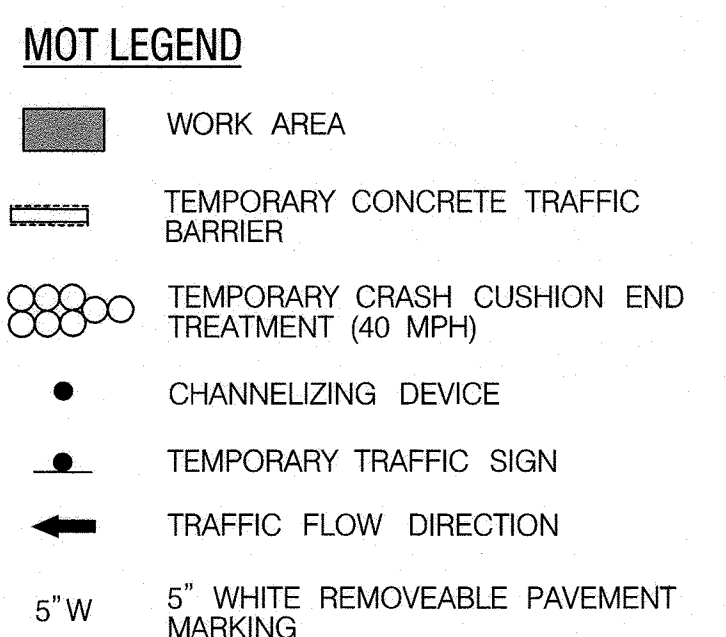 MOT LEGEND
WORK AREA
TEMPORARY CONCRETE TRAFFIC
BARRIER
TEMPORARY CRASH CUSHION END
TREATMENT (40 MPH)
CHANNELIZING DEVICE
TEMPORARY TRAFFIC SIGN
TRAFFIC FLOW DIRECTION
5” W 5” WHITE REMOVEABLE PAVEMENT
MARKING